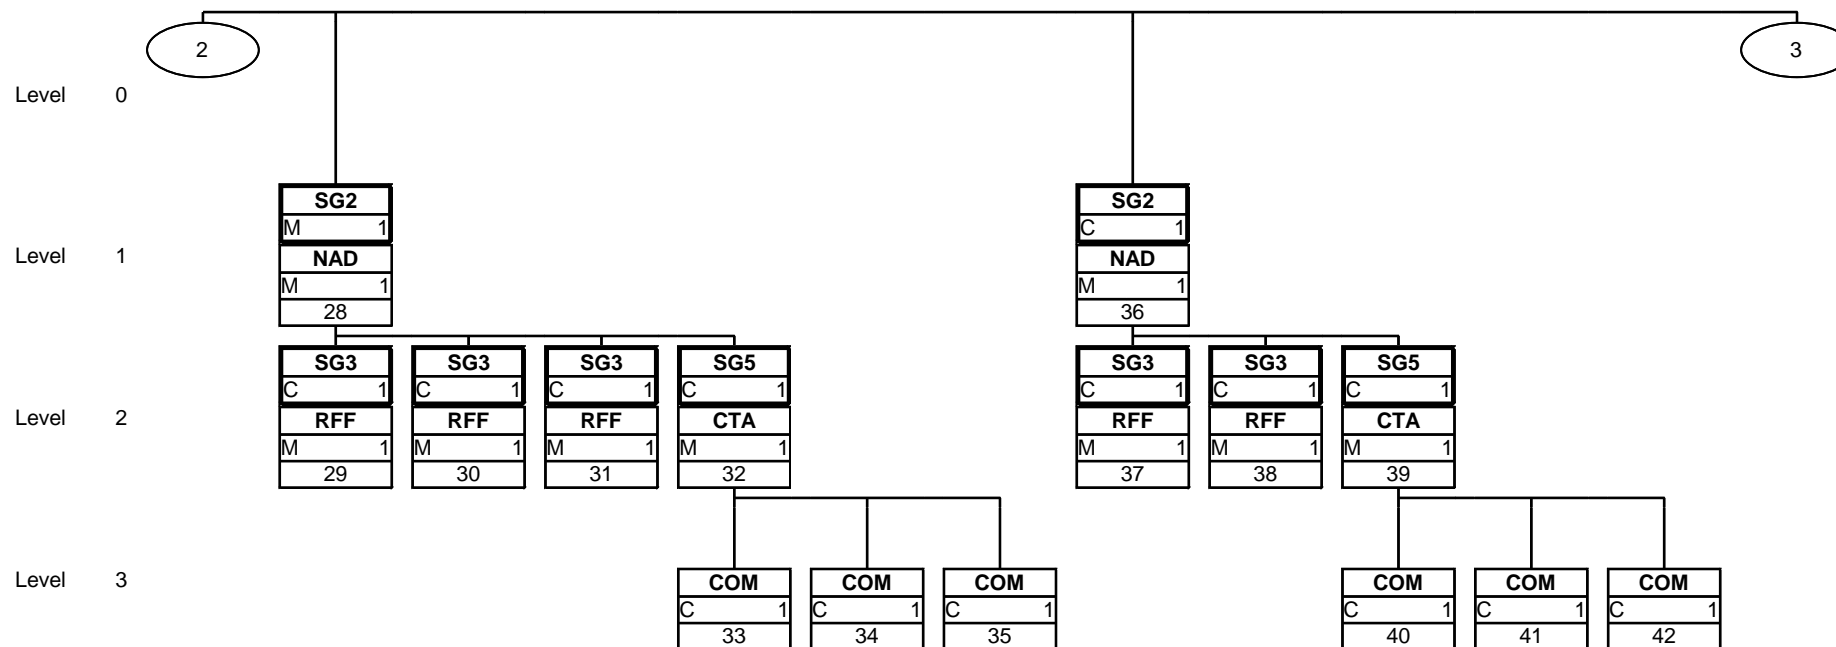 2 3
Level 0
SG2 SG2
M 1 C 1
Level 1
NAD NAD
M 1 M 1
28 36
SG3 SG3 SG3 SG5 SG3 SG3 SG5
C 1 C 1 C 1 C 1 C 1 C 1 C 1
Level 2
RFF RFF RFF CTA RFF RFF CTA
M 1 M 1 M 1 M 1 M 1 M 1 M 1
29 30 31 32 37 38 39
Level 3
COM COM COM COM COM COM
C 1 C 1 C 1 C 1 C 1 C 1
33 34 35 40 41 42